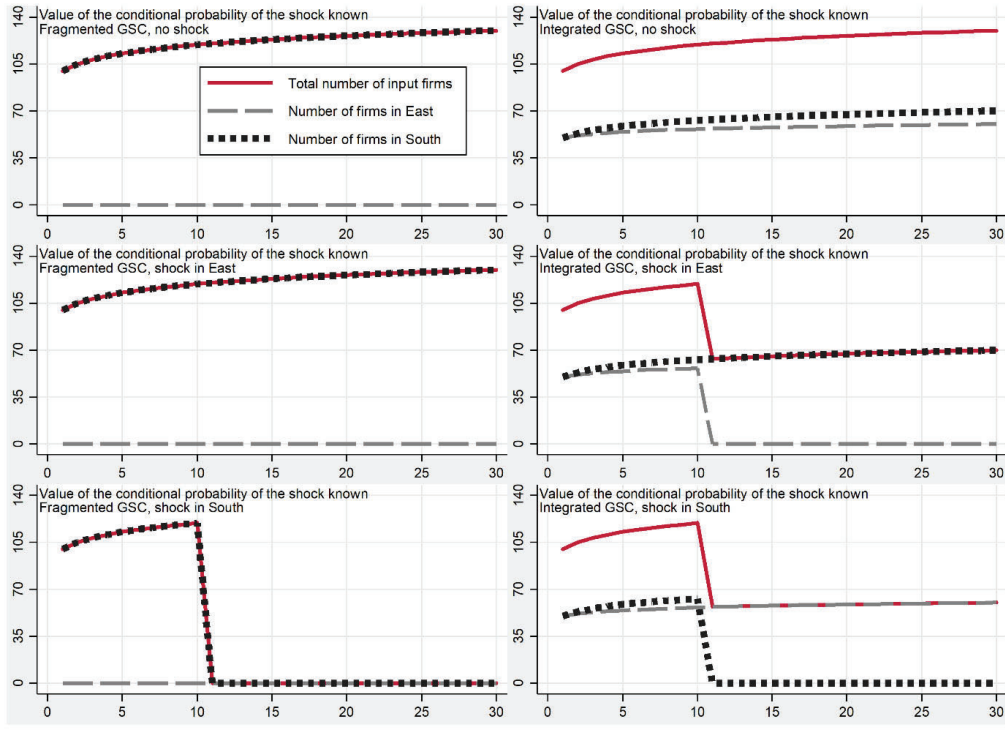 Value of the conditional probability of the shock known
Fragmented GSC, no shock
140
105
70
35
0
Total number of input firms
Number of firms in East
Number of firms in South
0 5 10 15 20 25 30
Value of the conditional probability of the shock known
Integrated GSC, no shock
140
105
70
35
0
0 5 10 15 20 25 30
Value of the conditional probability of the shock known
Fragmented GSC, shock in East
140
105
70
35
0
0 5 10 15 20 25 30
Value of the conditional probability of the shock known
Integrated GSC, shock in East
140
105
70
35
0
0 5 10 15 20 25 30
Value of the conditional probability of the shock known
Fragmented GSC, shock in South
140
105
70
35
0
0 5 10 15 20 25 30
Value of the conditional probability of the shock known
Integrated GSC, shock in South
140
105
70
35
0
0 5 10 15 20 25 30